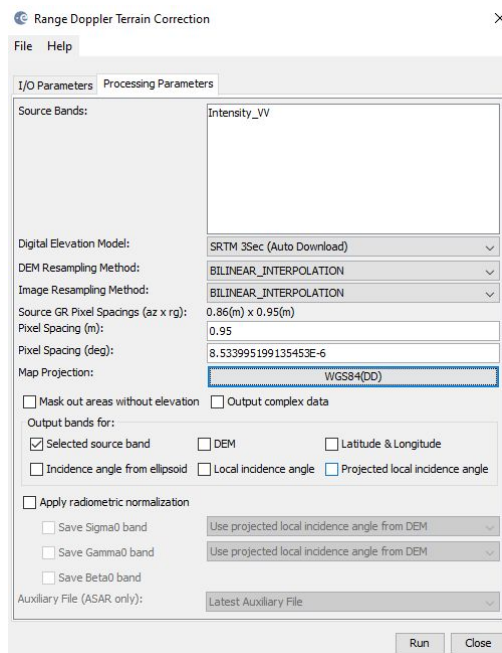 Range Doppler Terrain Correction
File Help
I/O Parameters Processing Parameters
Source Bands: Intensity_VV
Digital Elevation Model: SRTM 3Sec (Auto Download)
DEM Resampling Method: BILINEAR_INTERPOLATION
Image Resampling Method: BILINEAR_INTERPOLATION
Source GR Pixel Spacings (az x rg): 0.86(m) x 0.95(m)
Pixel Spacing (m): 0.95
Pixel Spacing (deg): 8.533995199135453E-6
Map Projection: WGS84(DD)
Mask out areas without elevation Output complex data
Output bands for:
Selected source band DEM Latitude & Longitude
Incidence angle from ellipsoid Local incidence angle Projected local incidence angle
Apply radiometric normalization
Save Sigma0 band Use projected local incidence angle from DEM
Save Gamma0 band Use projected local incidence angle from DEM
Save Beta0 band
Auxiliary File (ASAR only): Latest Auxiliary File
Run Close